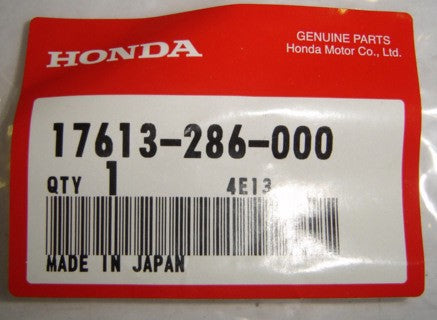 HONDA
GENUINE PARTS
Honda Motor Co., Ltd.
17613-286-000
QTY 1 4E13
MADE IN JAPAN